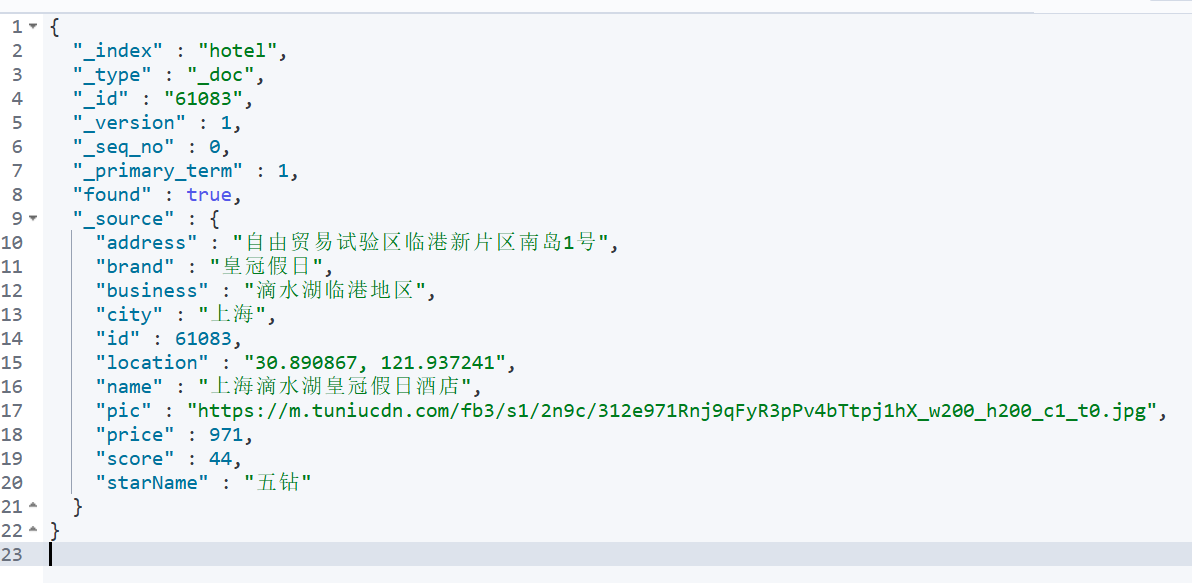 1 {
2 "_index" : "hotel",
3 "_type" : "_doc",
4 "_id" : "61083",
5 "_version" : 1,
6 "_seq_no" : 0,
7 "_primary_term" : 1,
8 "found" : true,
9 "_source" : {
10 "address" : "自由贸易试验区临港新片区南岛1号",
11 "brand" : "皇冠假日",
12 "business" : "滴水湖临港地区",
13 "city" : "上海",
14 "id" : 61083,
15 "location" : "30.890867, 121.937241",
16 "name" : "上海滴水湖皇冠假日酒店",
17 "pic" : "https://m.tuniucdn.com/fb3/s1/2n9c/312e971Rnj9qFyR3pPv4bTtpj1hX_w200_h200_c1_t0.jpg",
18 "price" : 971,
19 "score" : 44,
20 "starName" : "五钻"
21 }
22 }
23